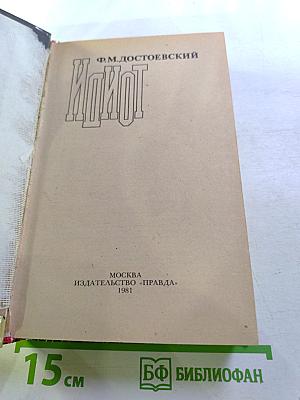 Ф.М.ДОСТОЕВСКИЙ
ИДИОТ
МОСКВА
ИЗДАТЕЛЬСТВО «ПРАВДА»
1981
15 см
БФ БИБЛИОФАН